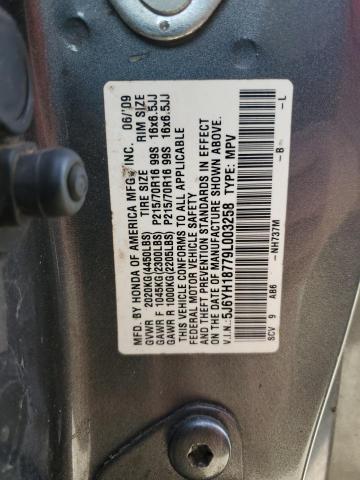 MFD. BY HONDA OF AMERICA MFG., INC. 06/'09
TIRE SIZE RIM SIZE
GVWR 2020KG(4450LBS)
GAWR F 1045KG(2300LBS) P215/70R16 99S 16x6.5JJ
GAWR R 1000KG(2205LBS) P215/70R16 99S 16x6.5JJ
THIS VEHICLE CONFORMS TO ALL APPLICABLE
FEDERAL MOTOR VEHICLE SAFETY
AND THEFT PREVENTION STANDARDS IN EFFECT
ON THE DATE OF MANUFACTURE SHOWN ABOVE.
V.I.N.: 5J6YH18779L003258 TYPE: MPV
SCV 9 AB6 -NH737M -B- -L